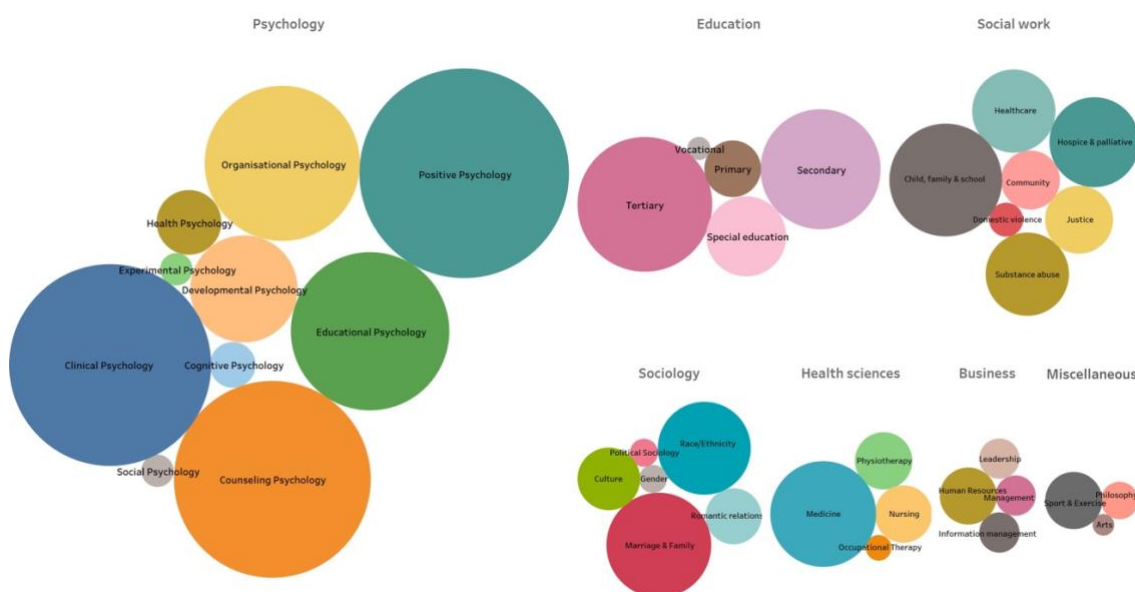 Psychology
Education
Social work
Organisational Psychology
Positive Psychology
Health Psychology
Experimental Psychology
Developmental Psychology
Educational Psychology
Clinical Psychology
Cognitive Psychology
Social Psychology
Counseling Psychology
Vocational
Primary
Secondary
Tertiary
Special education
Healthcare
Hospice & palliative
Child, family & school
Community
Domestic violence
Justice
Substance abuse
Sociology
Health sciences
Business
Miscellaneous
Race/Ethnicity
Political Sociology
Culture
Gender
Romantic relations
Marriage & Family
Physiotherapy
Medicine
Nursing
Occupational Therapy
Leadership
Human Resources
Management
Information management
Sport & Exercise
Philosophy
Arts